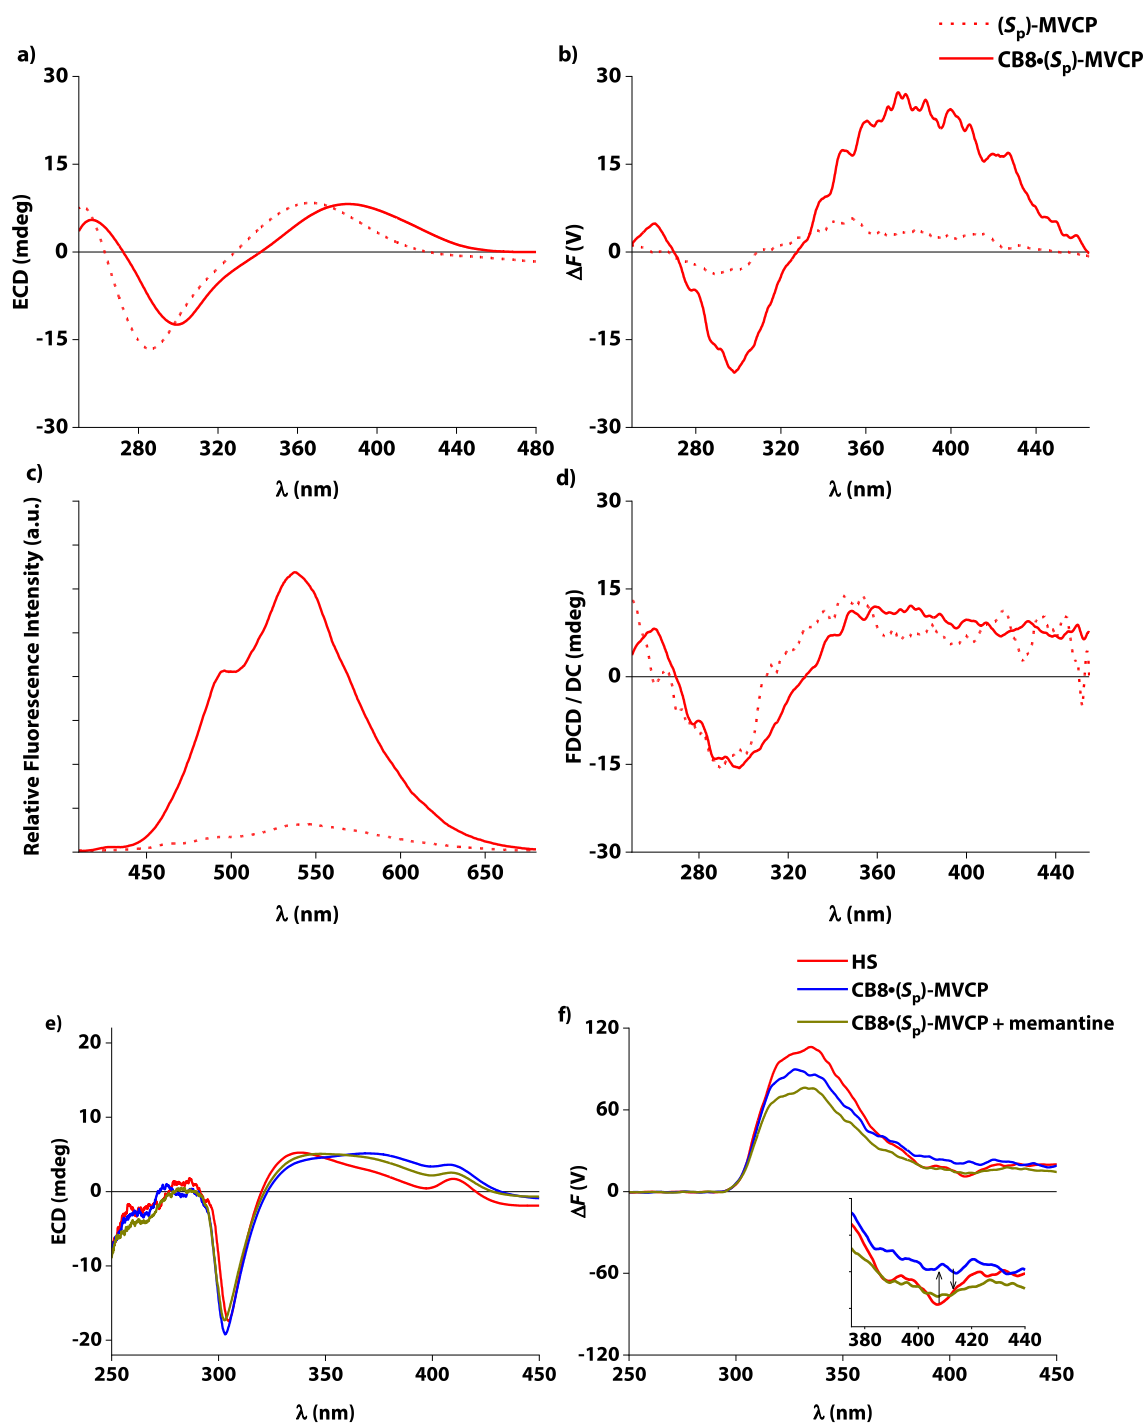 (Sp)-MVCP
CB8•(Sp)-MVCP
a)
30
15
0
-15
-30
ECD (mdeg)
280 320 360 400 440 480
λ (nm)
b)
30
15
0
-15
-30
ΔF (V)
280 320 360 400 440
λ (nm)
c)
Relative Fluorescence Intensity (a.u.)
450 500 550 600 650
λ (nm)
d)
30
15
0
-15
-30
FDCD / DC (mdeg)
280 320 360 400 440
λ (nm)
HS
CB8•(Sp)-MVCP
CB8•(Sp)-MVCP + memantine
e)
20
10
0
-10
-20
ECD (mdeg)
250 300 350 400 450
λ (nm)
f)
120
60
0
-60
-120
ΔF (V)
380 400 420 440
250 300 350 400 450
λ (nm)